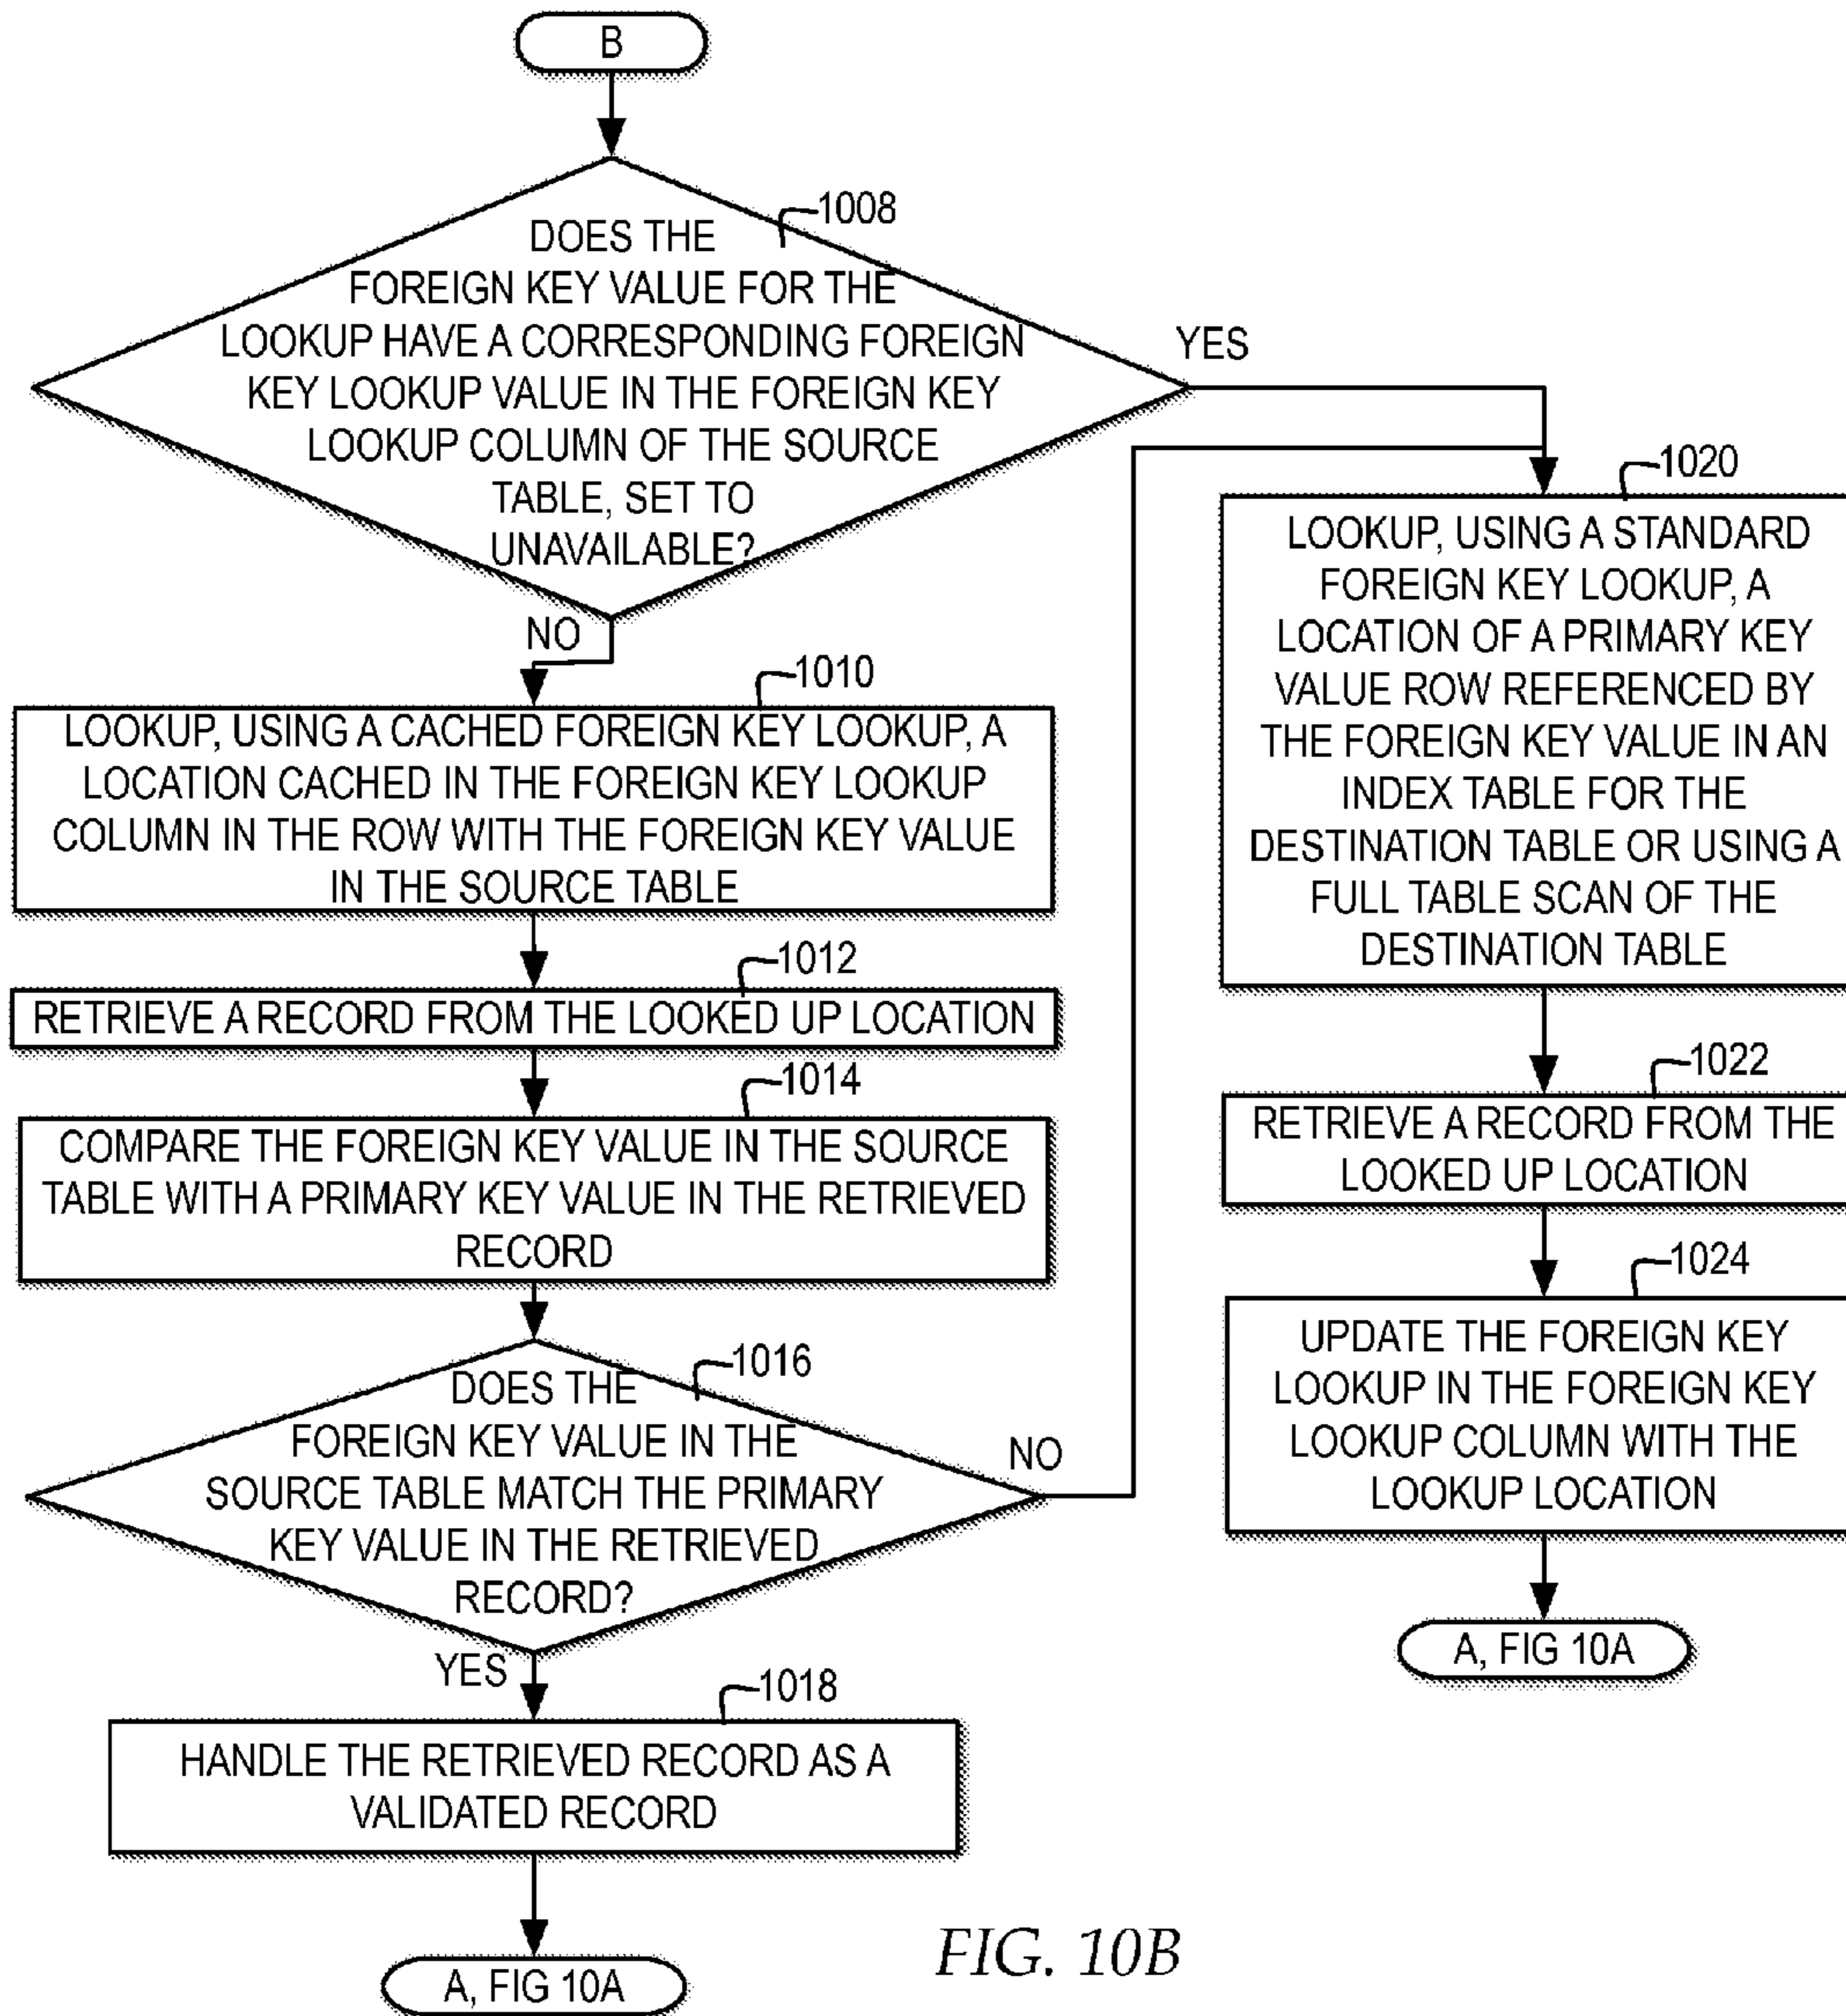 B
1008
DOES THE
FOREIGN KEY VALUE FOR THE
LOOKUP HAVE A CORRESPONDING FOREIGN
KEY LOOKUP VALUE IN THE FOREIGN KEY
LOOKUP COLUMN OF THE SOURCE
TABLE, SET TO
UNAVAILABLE?
YES
NO
1010
LOOKUP, USING A CACHED FOREIGN KEY LOOKUP, A
LOCATION CACHED IN THE FOREIGN KEY LOOKUP
COLUMN IN THE ROW WITH THE FOREIGN KEY VALUE
IN THE SOURCE TABLE
1012
RETRIEVE A RECORD FROM THE LOOKED UP LOCATION
1014
COMPARE THE FOREIGN KEY VALUE IN THE SOURCE
TABLE WITH A PRIMARY KEY VALUE IN THE RETRIEVED
RECORD
1016
DOES THE
FOREIGN KEY VALUE IN THE
SOURCE TABLE MATCH THE PRIMARY
KEY VALUE IN THE RETRIEVED
RECORD?
NO
YES
1018
HANDLE THE RETRIEVED RECORD AS A
VALIDATED RECORD
A, FIG 10A
1020
LOOKUP, USING A STANDARD
FOREIGN KEY LOOKUP, A
LOCATION OF A PRIMARY KEY
VALUE ROW REFERENCED BY
THE FOREIGN KEY VALUE IN AN
INDEX TABLE FOR THE
DESTINATION TABLE OR USING A
FULL TABLE SCAN OF THE
DESTINATION TABLE
1022
RETRIEVE A RECORD FROM THE
LOOKED UP LOCATION
1024
UPDATE THE FOREIGN KEY
LOOKUP IN THE FOREIGN KEY
LOOKUP COLUMN WITH THE
LOOKUP LOCATION
A, FIG 10A
FIG. 10B